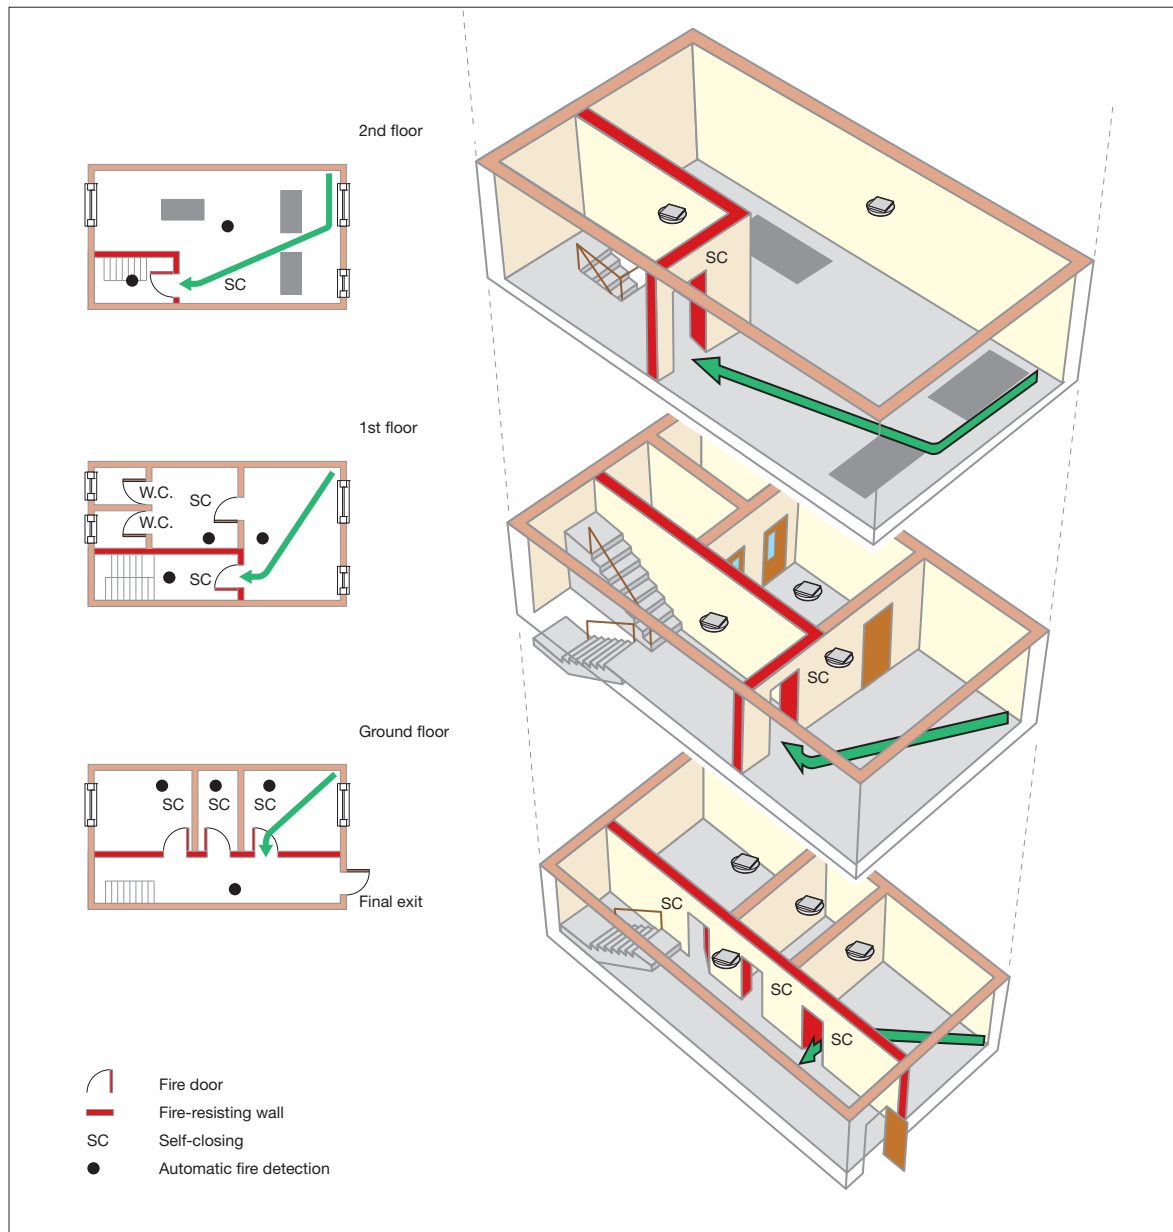 2nd floor
SC
SC
1st floor
W.C.
SC
W.C.
SC
SC
Ground floor
SC
SC
SC
SC
SC
SC
Final exit
Fire door
Fire-resisting wall
SC
Self-closing
Automatic fire detection